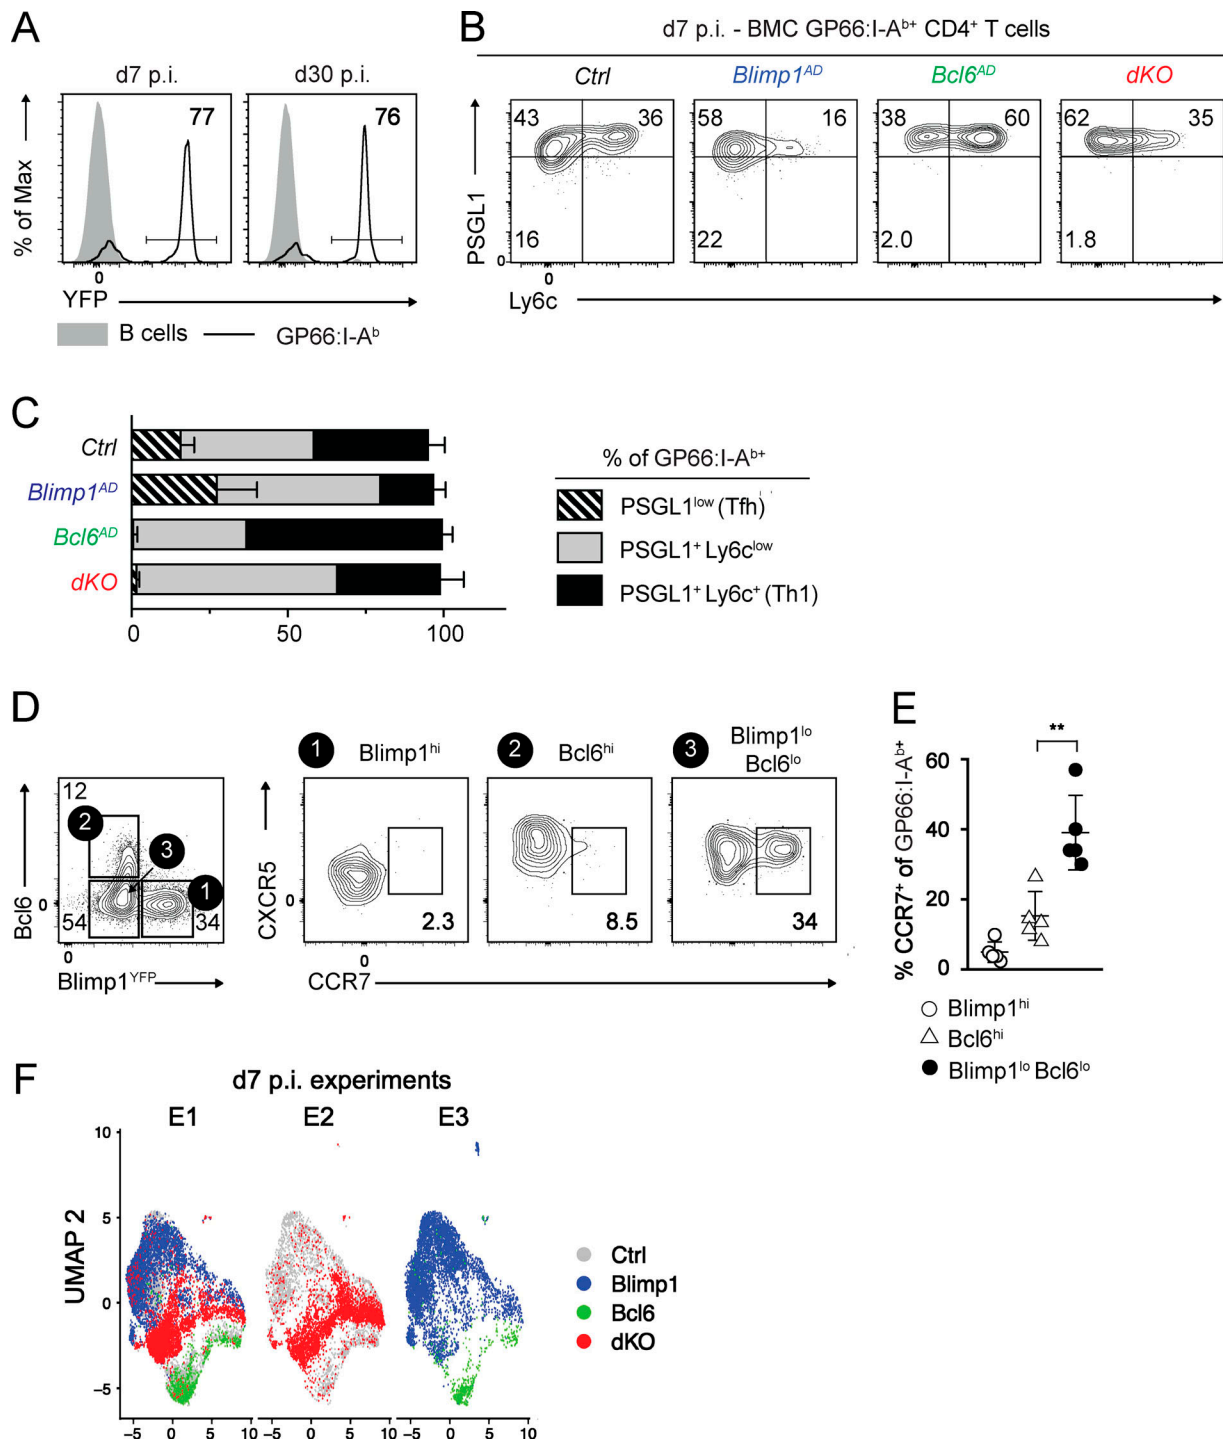 A
d7 p.i.
d30 p.i.
77
76
% of Max
0
YFP
B cells
GP66:I-Aᵇ
B
d7 p.i. - BMC GP66:I-Aᵇ⁺ CD4⁺ T cells
Ctrl
Blimp1ᴬᴰ
Bcl6ᴬᴰ
dKO
43
36
16
58
16
22
38
60
2.0
62
35
1.8
PSGL1
0
0
Ly6c
C
Ctrl
Blimp1ᴬᴰ
Bcl6ᴬᴰ
dKO
0
50
100
% of GP66:I-Aᵇ⁺
PSGL1ˡᵒʷ (Tfh)
PSGL1⁺ Ly6cˡᵒʷ
PSGL1⁺ Ly6c⁺ (Th1)
D
12
2
3
1
54
34
Bcl6
0
0
Blimp1ʸᶠᴾ
1 Blimp1ʰⁱ
2 Bcl6ʰⁱ
3 Blimp1ˡᵒ
Bcl6ˡᵒ
CXCR5
0
2.3
8.5
34
0
CCR7
E
**
% CCR7⁺ of GP66:I-Aᵇ⁺
60
40
20
0
Blimp1ʰⁱ
Bcl6ʰⁱ
Blimp1ˡᵒ Bcl6ˡᵒ
F
d7 p.i. experiments
E1
E2
E3
UMAP 2
10
5
0
−5
−5 0 5 10
−5 0 5 10
−5 0 5 10
Ctrl
Blimp1
Bcl6
dKO